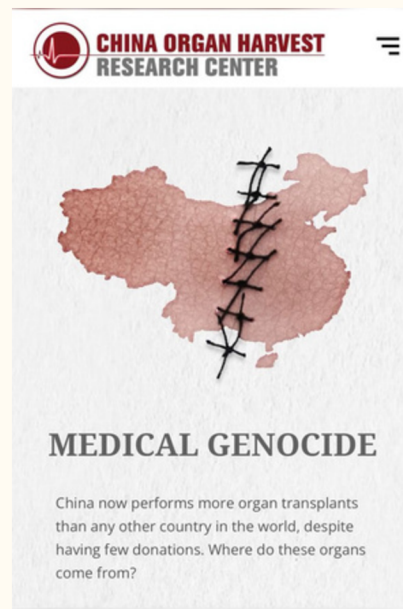 CHINA ORGAN HARVEST
RESEARCH CENTER
MEDICAL GENOCIDE
China now performs more organ transplants
than any other country in the world, despite
having few donations. Where do these organs
come from?